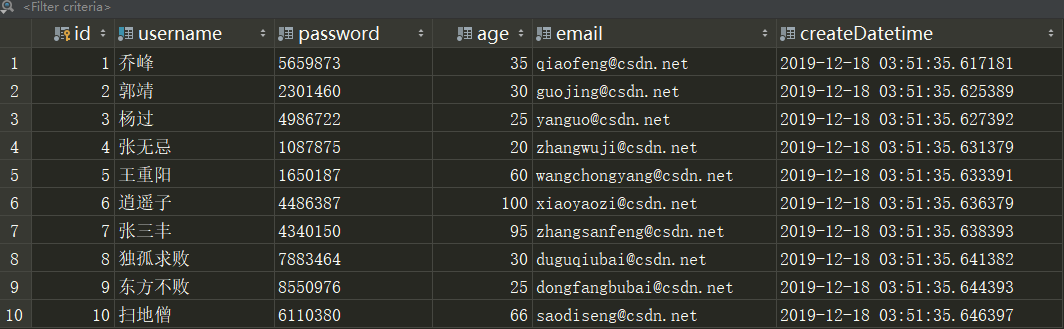 <Filter criteria>
id username password age email createDatetime
1 1 乔峰 5659873 35 qiaofeng@csdn.net 2019-12-18 03:51:35.617181
2 2 郭靖 2301460 30 guojing@csdn.net 2019-12-18 03:51:35.625389
3 3 杨过 4986722 25 yanguo@csdn.net 2019-12-18 03:51:35.627392
4 4 张无忌 1087875 20 zhangwuji@csdn.net 2019-12-18 03:51:35.631379
5 5 王重阳 1650187 60 wangchongyang@csdn.net 2019-12-18 03:51:35.633391
6 6 逍遥子 4486387 100 xiaoyaozi@csdn.net 2019-12-18 03:51:35.636379
7 7 张三丰 4340150 95 zhangsanfeng@csdn.net 2019-12-18 03:51:35.638393
8 8 独孤求败 7883464 30 duguqiubai@csdn.net 2019-12-18 03:51:35.641382
9 9 东方不败 8550976 25 dongfangbubai@csdn.net 2019-12-18 03:51:35.644393
10 10 扫地僧 6110380 66 saodiseng@csdn.net 2019-12-18 03:51:35.646397